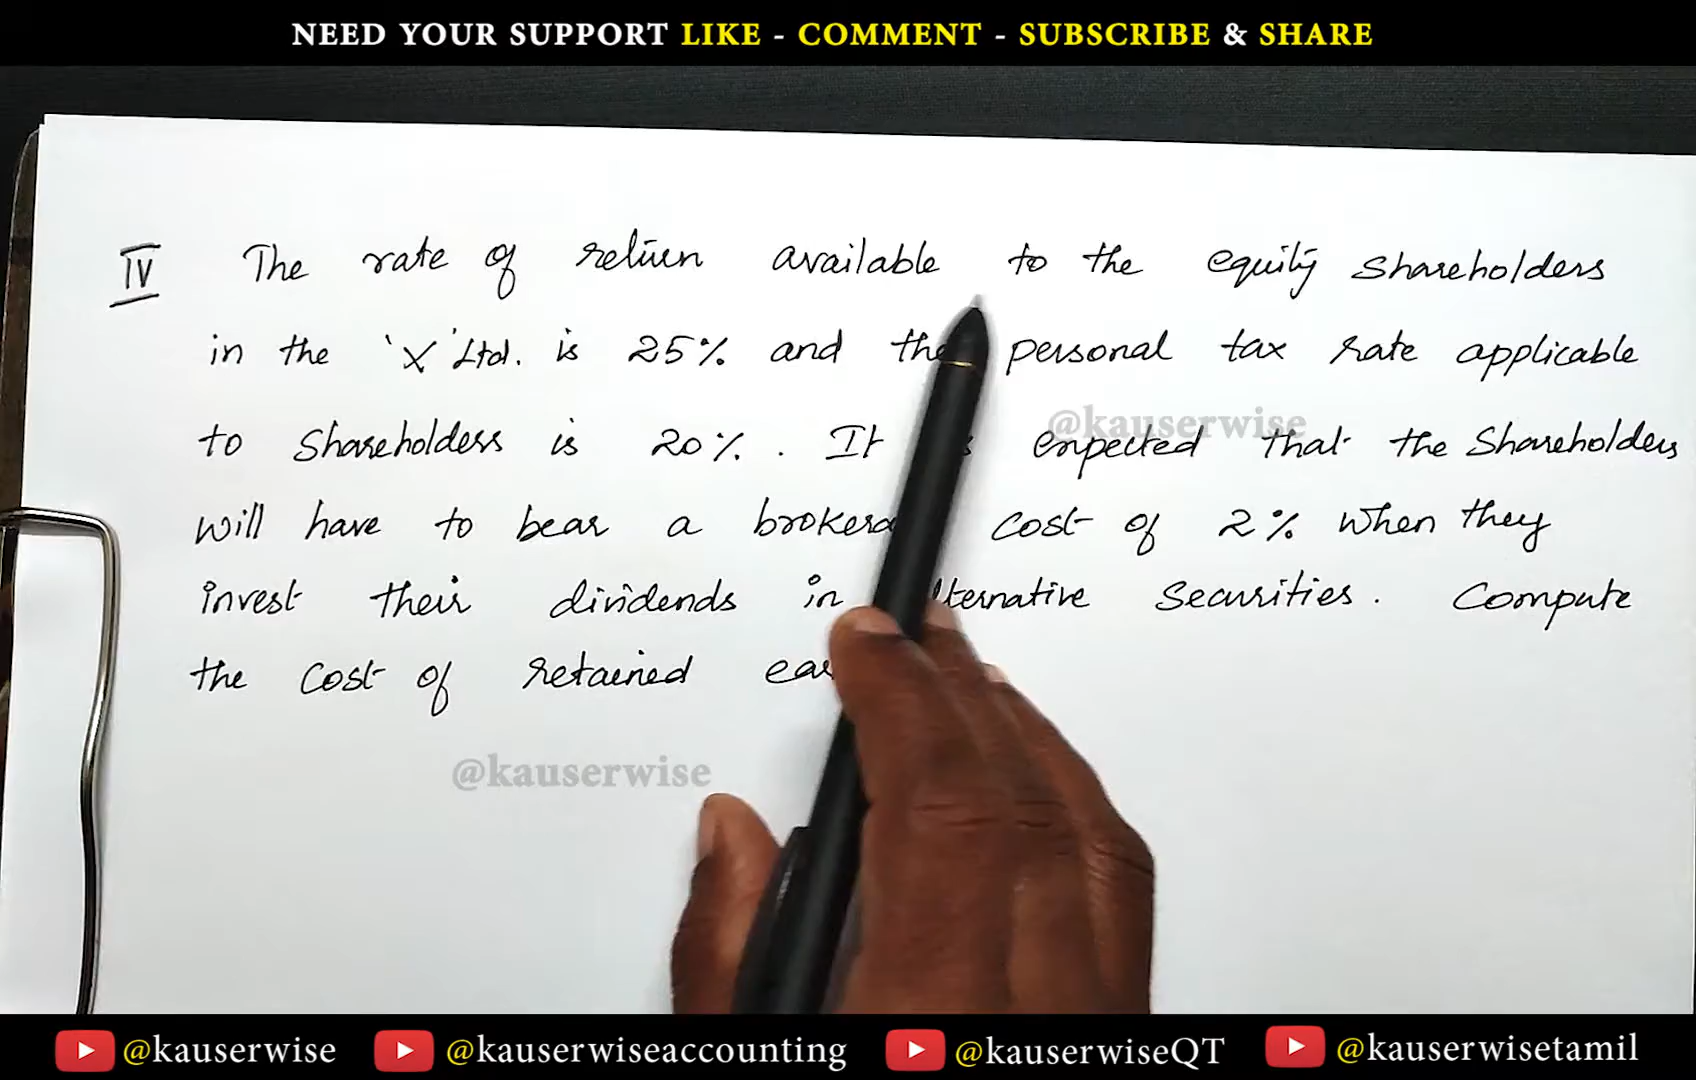 NEED YOUR SUPPORT LIKE - COMMENT - SUBSCRIBE & SHARE
IV The rate of return available to the equity shareholders
in the 'X' Ltd. is 25% and the personal tax rate applicable
to shareholders is 20%. It expected that the Shareholders
@kauserwise
will have to bear a cost of 2% when they
invest their dividends in Securities. Compute
the cost of retained
@kauserwise
@kauserwise @kauserwiseaccounting @kauserwiseQT @kauserwisetamil